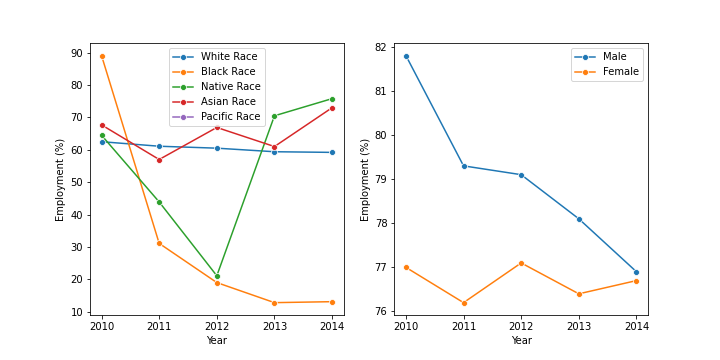 90
80
70
60
50
40
30
20
10
Employment (%)
2010 2011 2012 2013 2014
Year
White Race
Black Race
Native Race
Asian Race
Pacific Race
82
81
80
79
78
77
76
Employment (%)
2010 2011 2012 2013 2014
Year
Male
Female